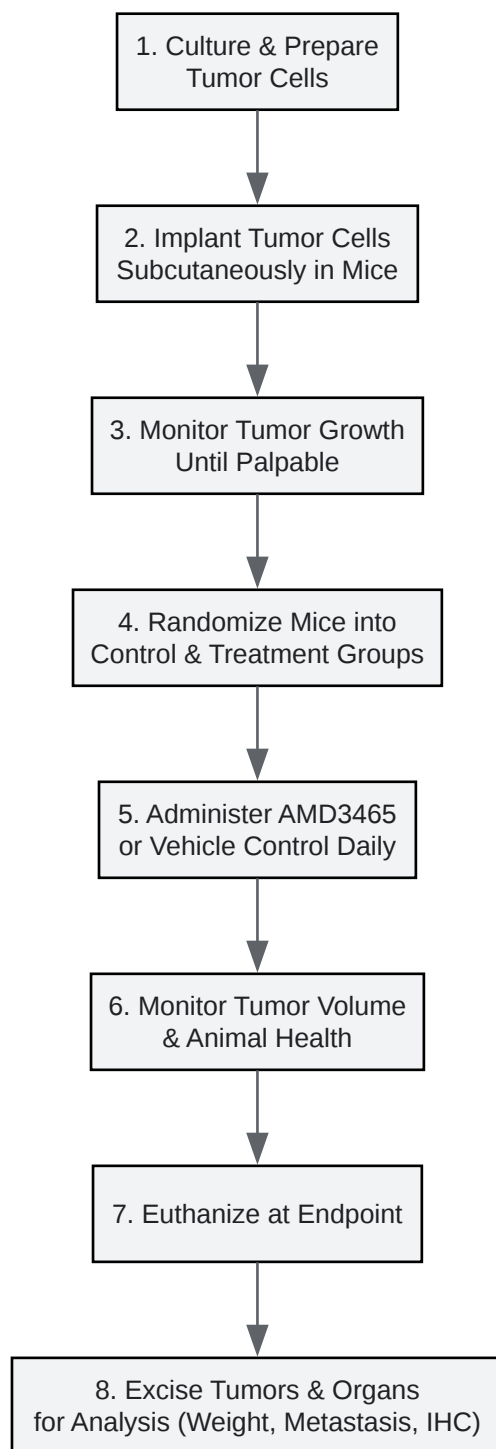 1. Culture & Prepare
Tumor Cells
2. Implant Tumor Cells
Subcutaneously in Mice
3. Monitor Tumor Growth
Until Palpable
4. Randomize Mice into
Control & Treatment Groups
5. Administer AMD3465
or Vehicle Control Daily
6. Monitor Tumor Volume
& Animal Health
7. Euthanize at Endpoint
8. Excise Tumors & Organs
for Analysis (Weight, Metastasis, IHC)